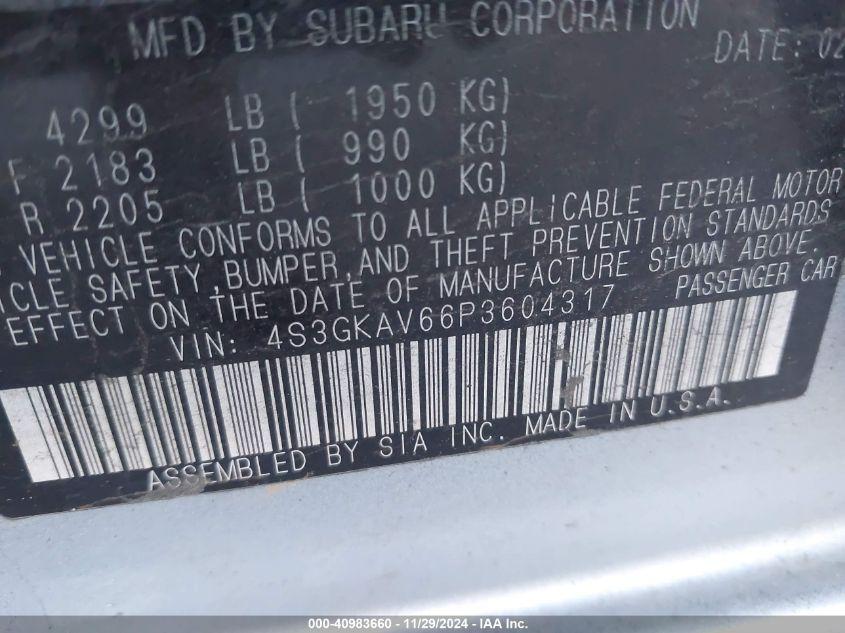 MFD BY SUBARU CORPORATION
DATE: 02
4299 LB ( 1950 KG)
F 2183 LB ( 990 KG)
R 2205 LB ( 1000 KG)
VEHICLE CONFORMS TO ALL APPLICABLE FEDERAL MOTOR
ICLE SAFETY, BUMPER, AND THEFT PREVENTION STANDARDS
EFFECT ON THE DATE OF MANUFACTURE SHOWN ABOVE.
VIN: 4S3GKAV66P3604317 PASSENGER CAR
ASSEMBLED BY SIA INC. MADE IN U.S.A.
000-40983660 - 11/29/2024 - IAA Inc.